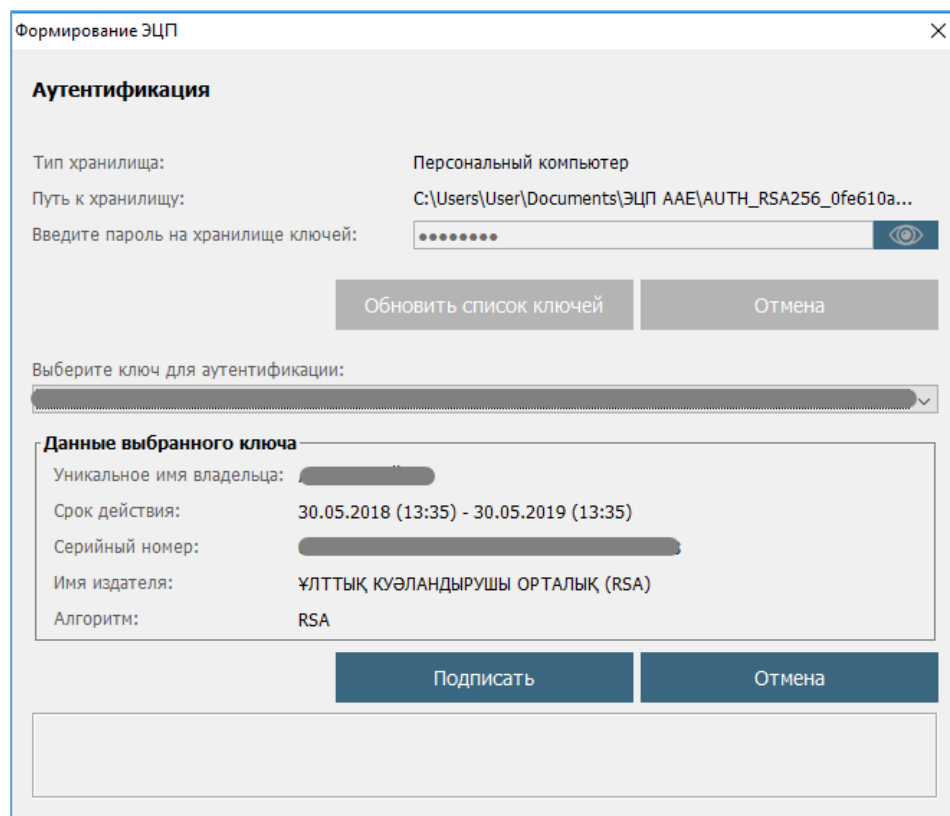 Формирование ЭЦП
Аутентификация
Тип хранилища: Персональный компьютер
Путь к хранилищу: C:\Users\User\Documents\ЭЦП ААЕ\AUTH_RSA256_0fe610a...
Введите пароль на хранилище ключей: ●●●●●●●●
Обновить список ключей Отмена
Выберите ключ для аутентификации:
Данные выбранного ключа
Уникальное имя владельца:
Срок действия: 30.05.2018 (13:35) - 30.05.2019 (13:35)
Серийный номер:
Имя издателя: ҰЛТТЫҚ КУӘЛАНДЫРУШЫ ОРТАЛЫҚ (RSA)
Алгоритм: RSA
Подписать Отмена